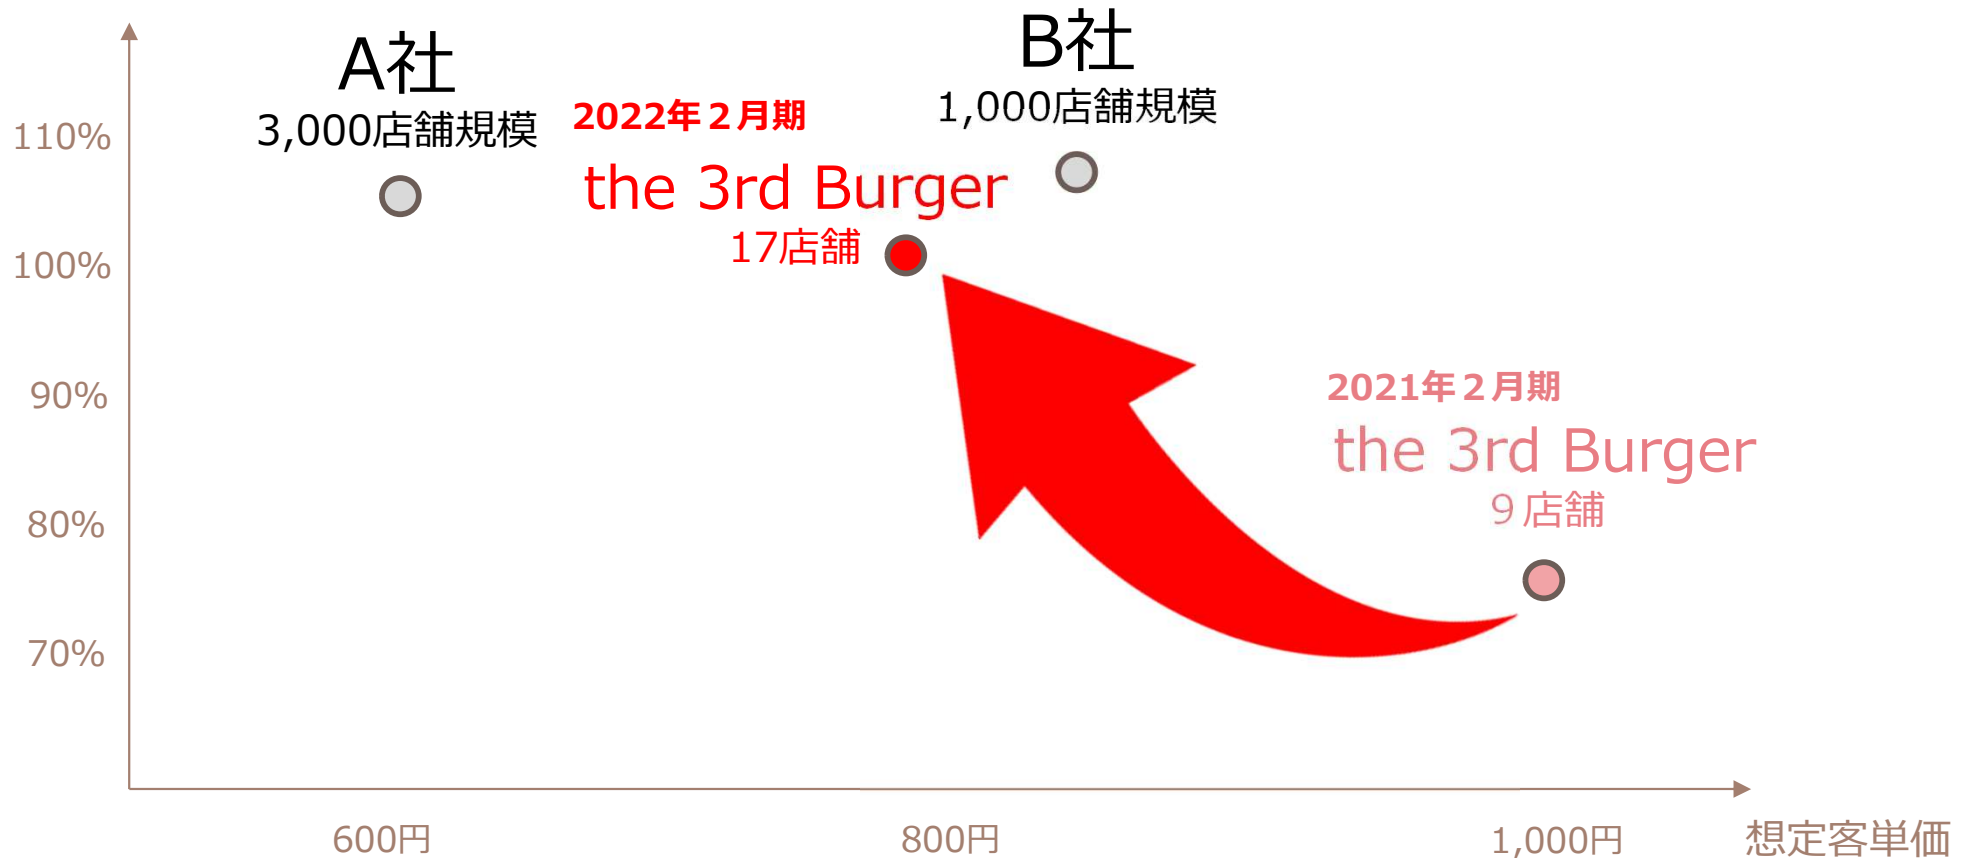 A社
3,000店舗規模
B社
1,000店舗規模
2022年２月期
the 3rd Burger
17店舗
2021年２月期
the 3rd Burger
９店舗
110%
100%
90%
80%
70%
600円
800円
1,000円
想定客単価